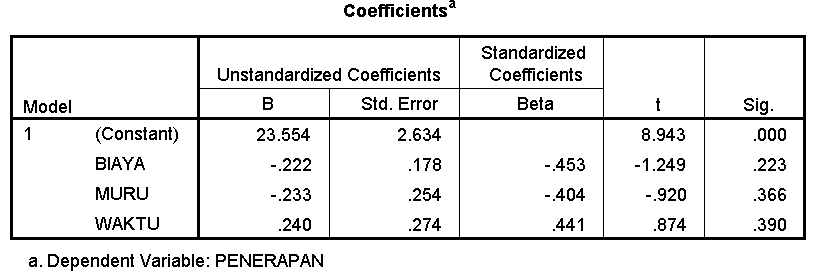 Coefficientsa
Unstandardized Coefficients Standardized Coefficients
Model B Std. Error Beta t Sig.
1 (Constant) 23.554 2.634 8.943 .000
BIAYA -.222 .178 -.453 -1.249 .223
MURU -.233 .254 -.404 -.920 .366
WAKTU .240 .274 .441 .874 .390
a. Dependent Variable: PENERAPAN